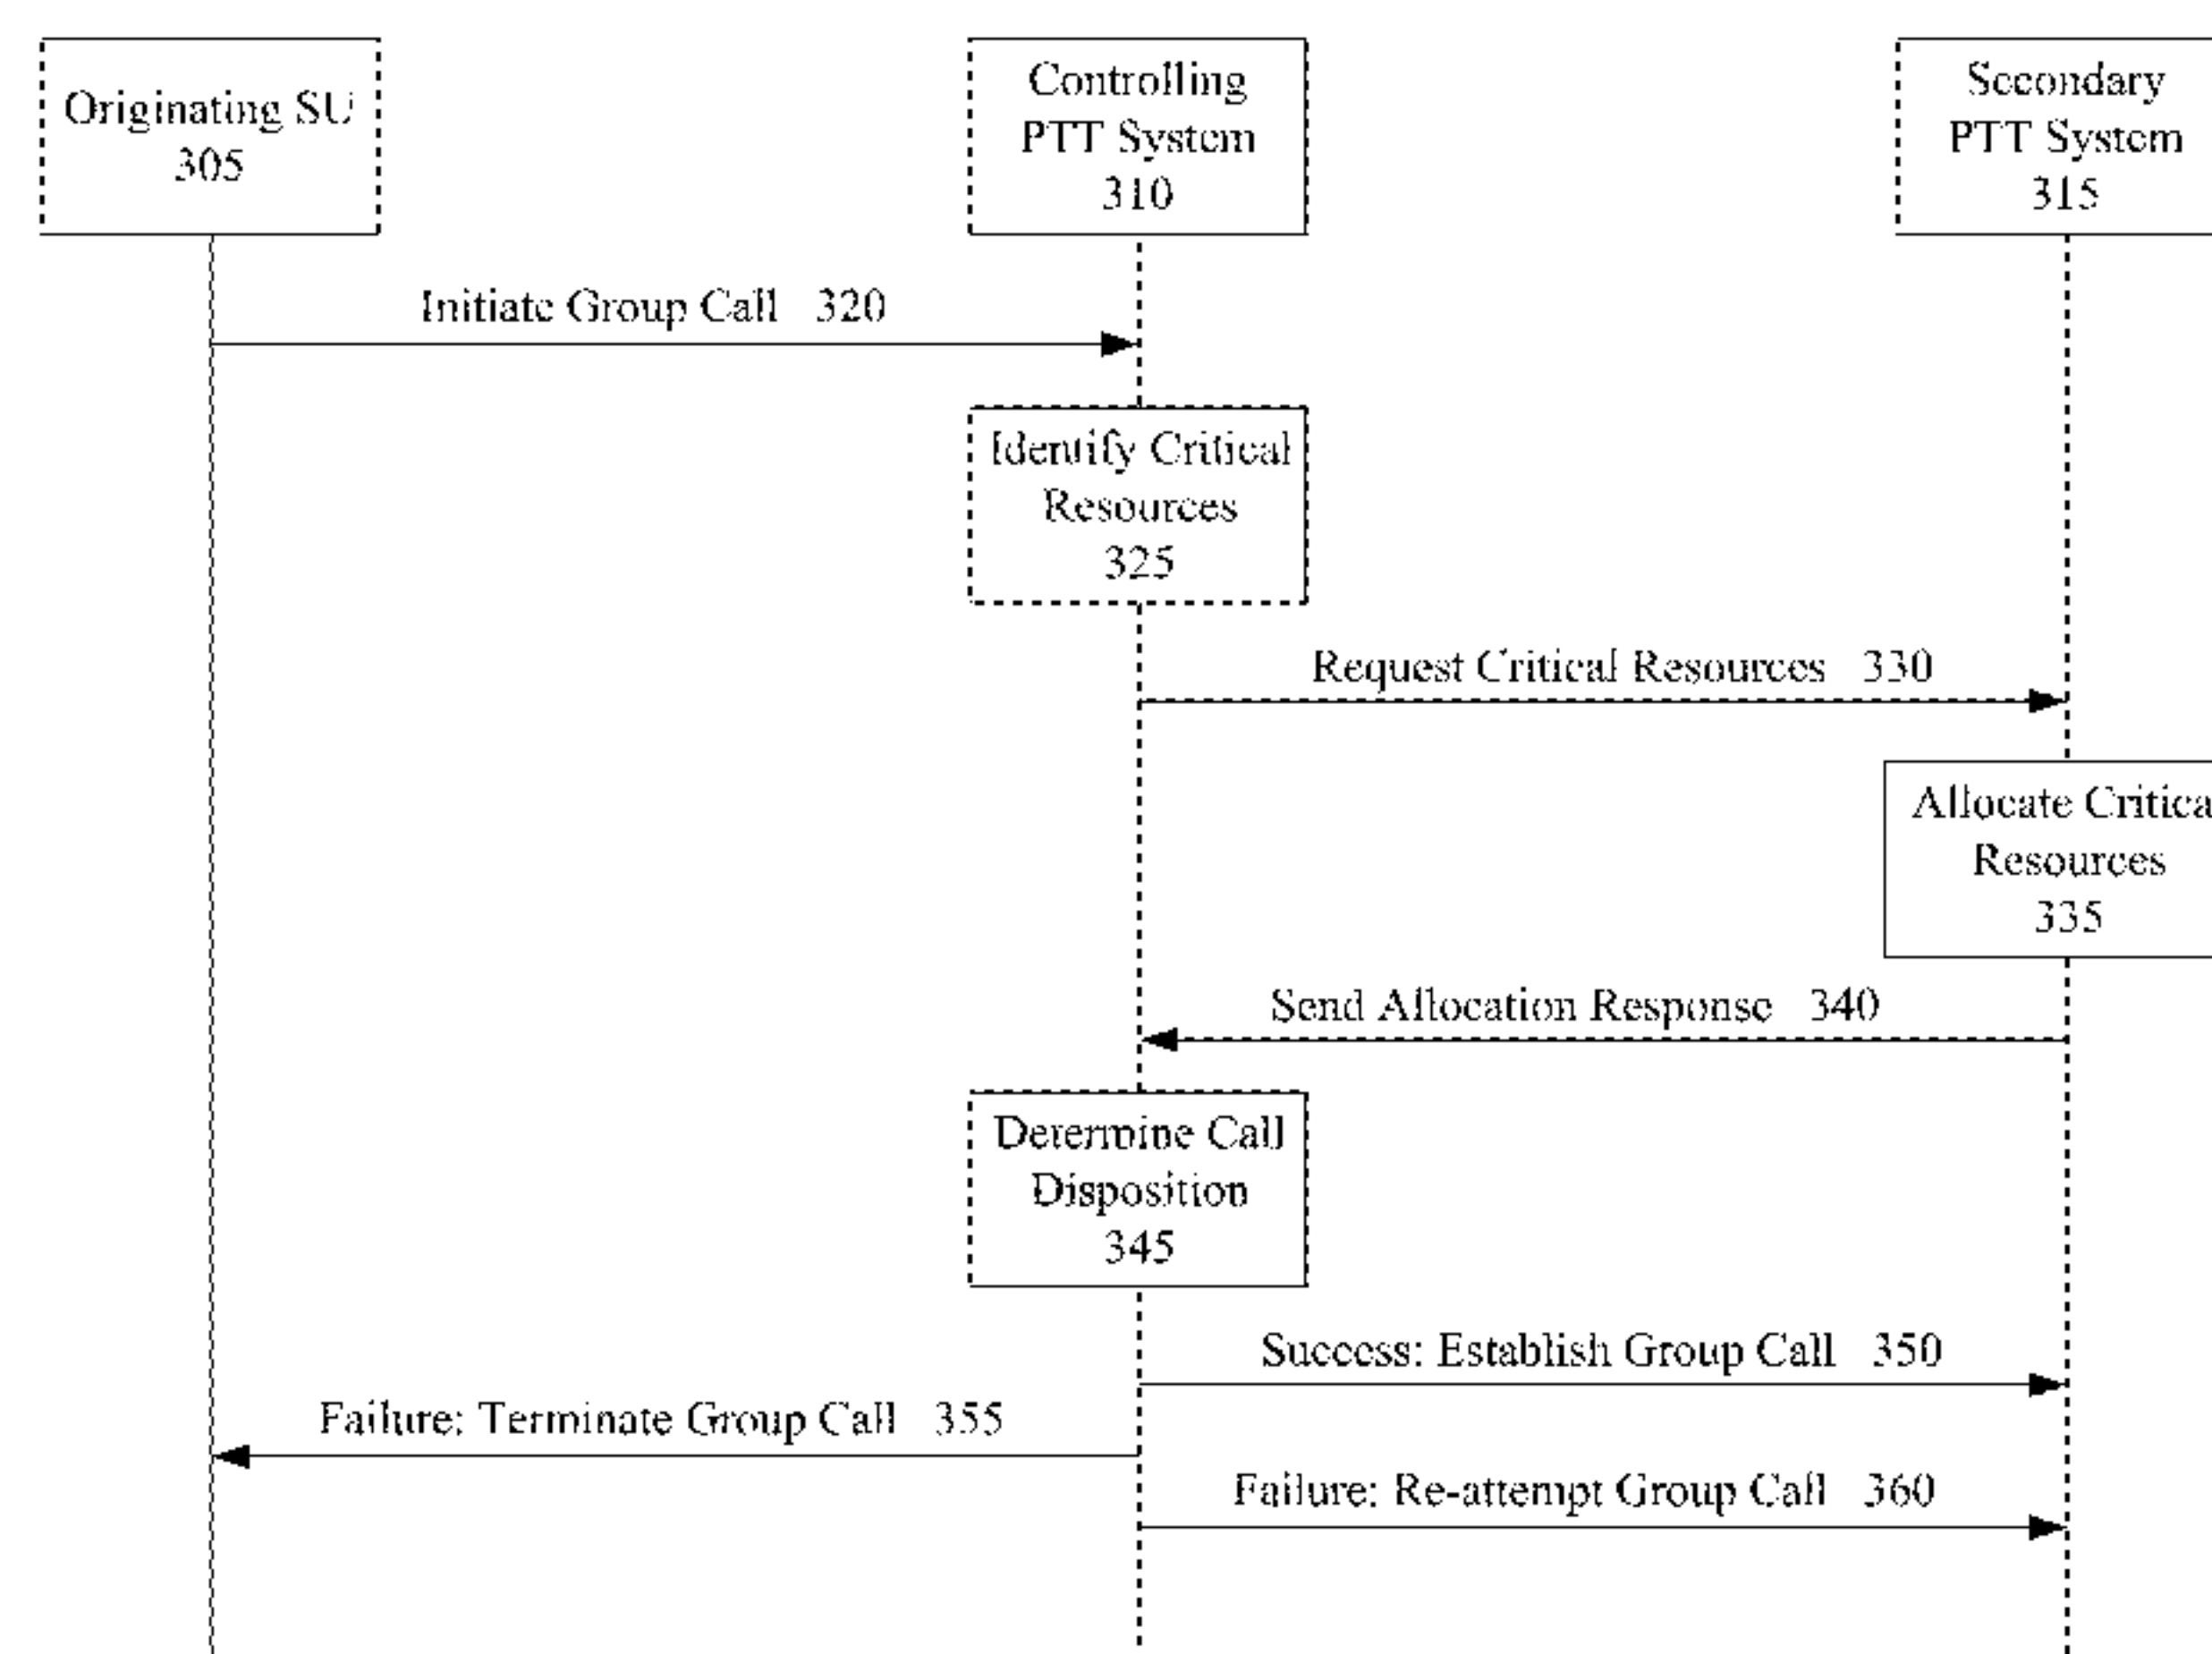 Originating SU
305
Controlling
PTT System
310
Secondary
PTT System
315
Initiate Group Call 320
Identify Critical
Resources
325
Request Critical Resources 330
Allocate Critica
Resources
335
Send Allocation Response 340
Determine Call
Disposition
345
Success: Establish Group Call 350
Failure: Terminate Group Call 355
Failure: Re-attempt Group Call 360